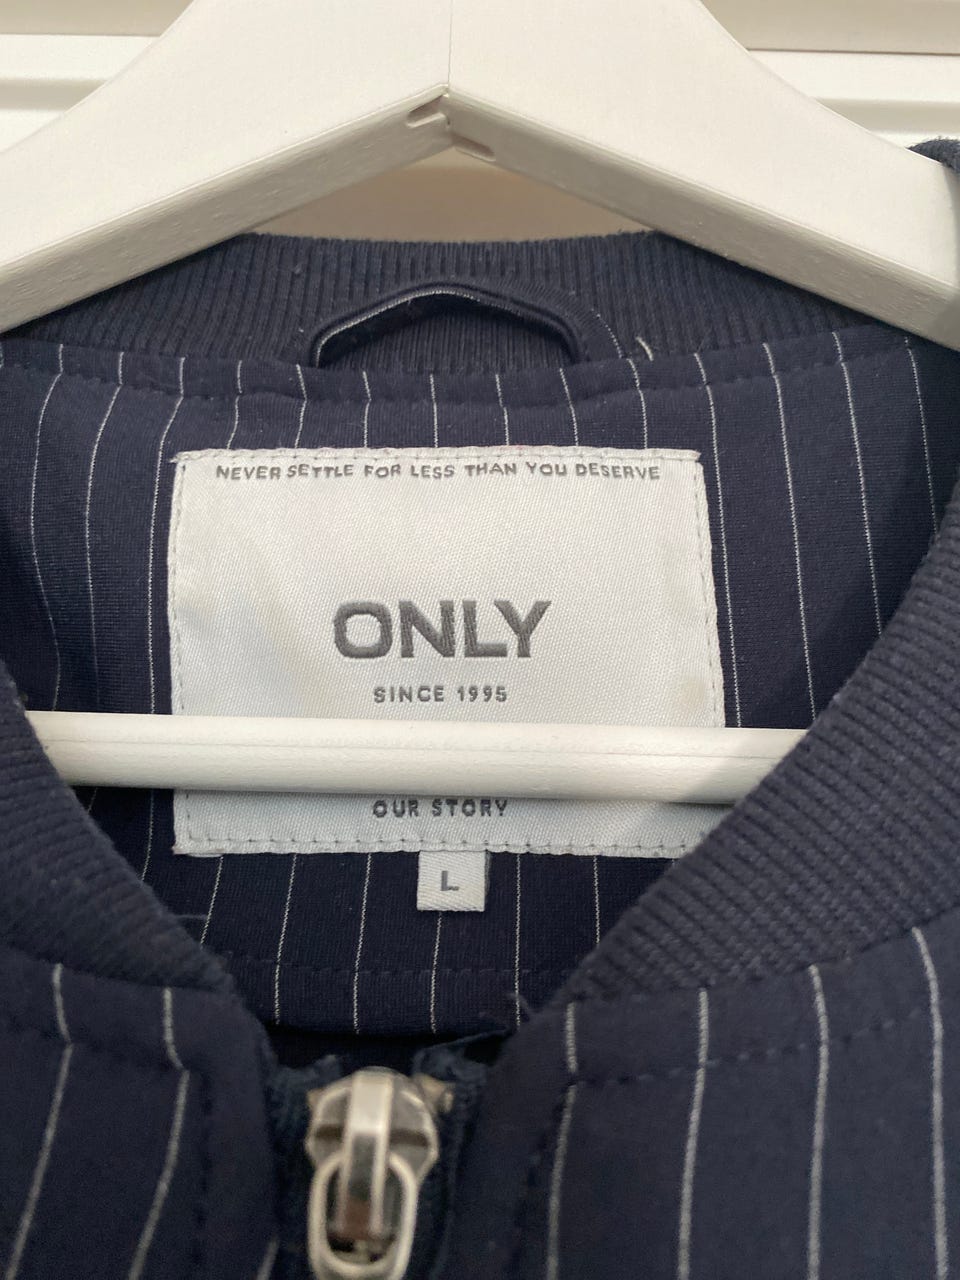 NEVER SETTLE FOR LESS THAN YOU DESERVE
ONLY
SINCE 1995
OUR STORY
L